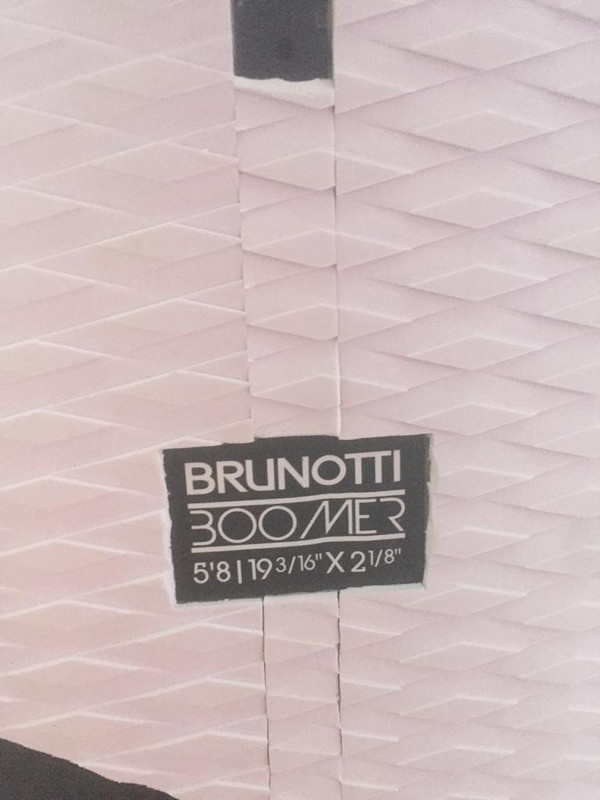 BRUNOTTI
BOOMER
5'8|19 3/16" X 2 1/8"